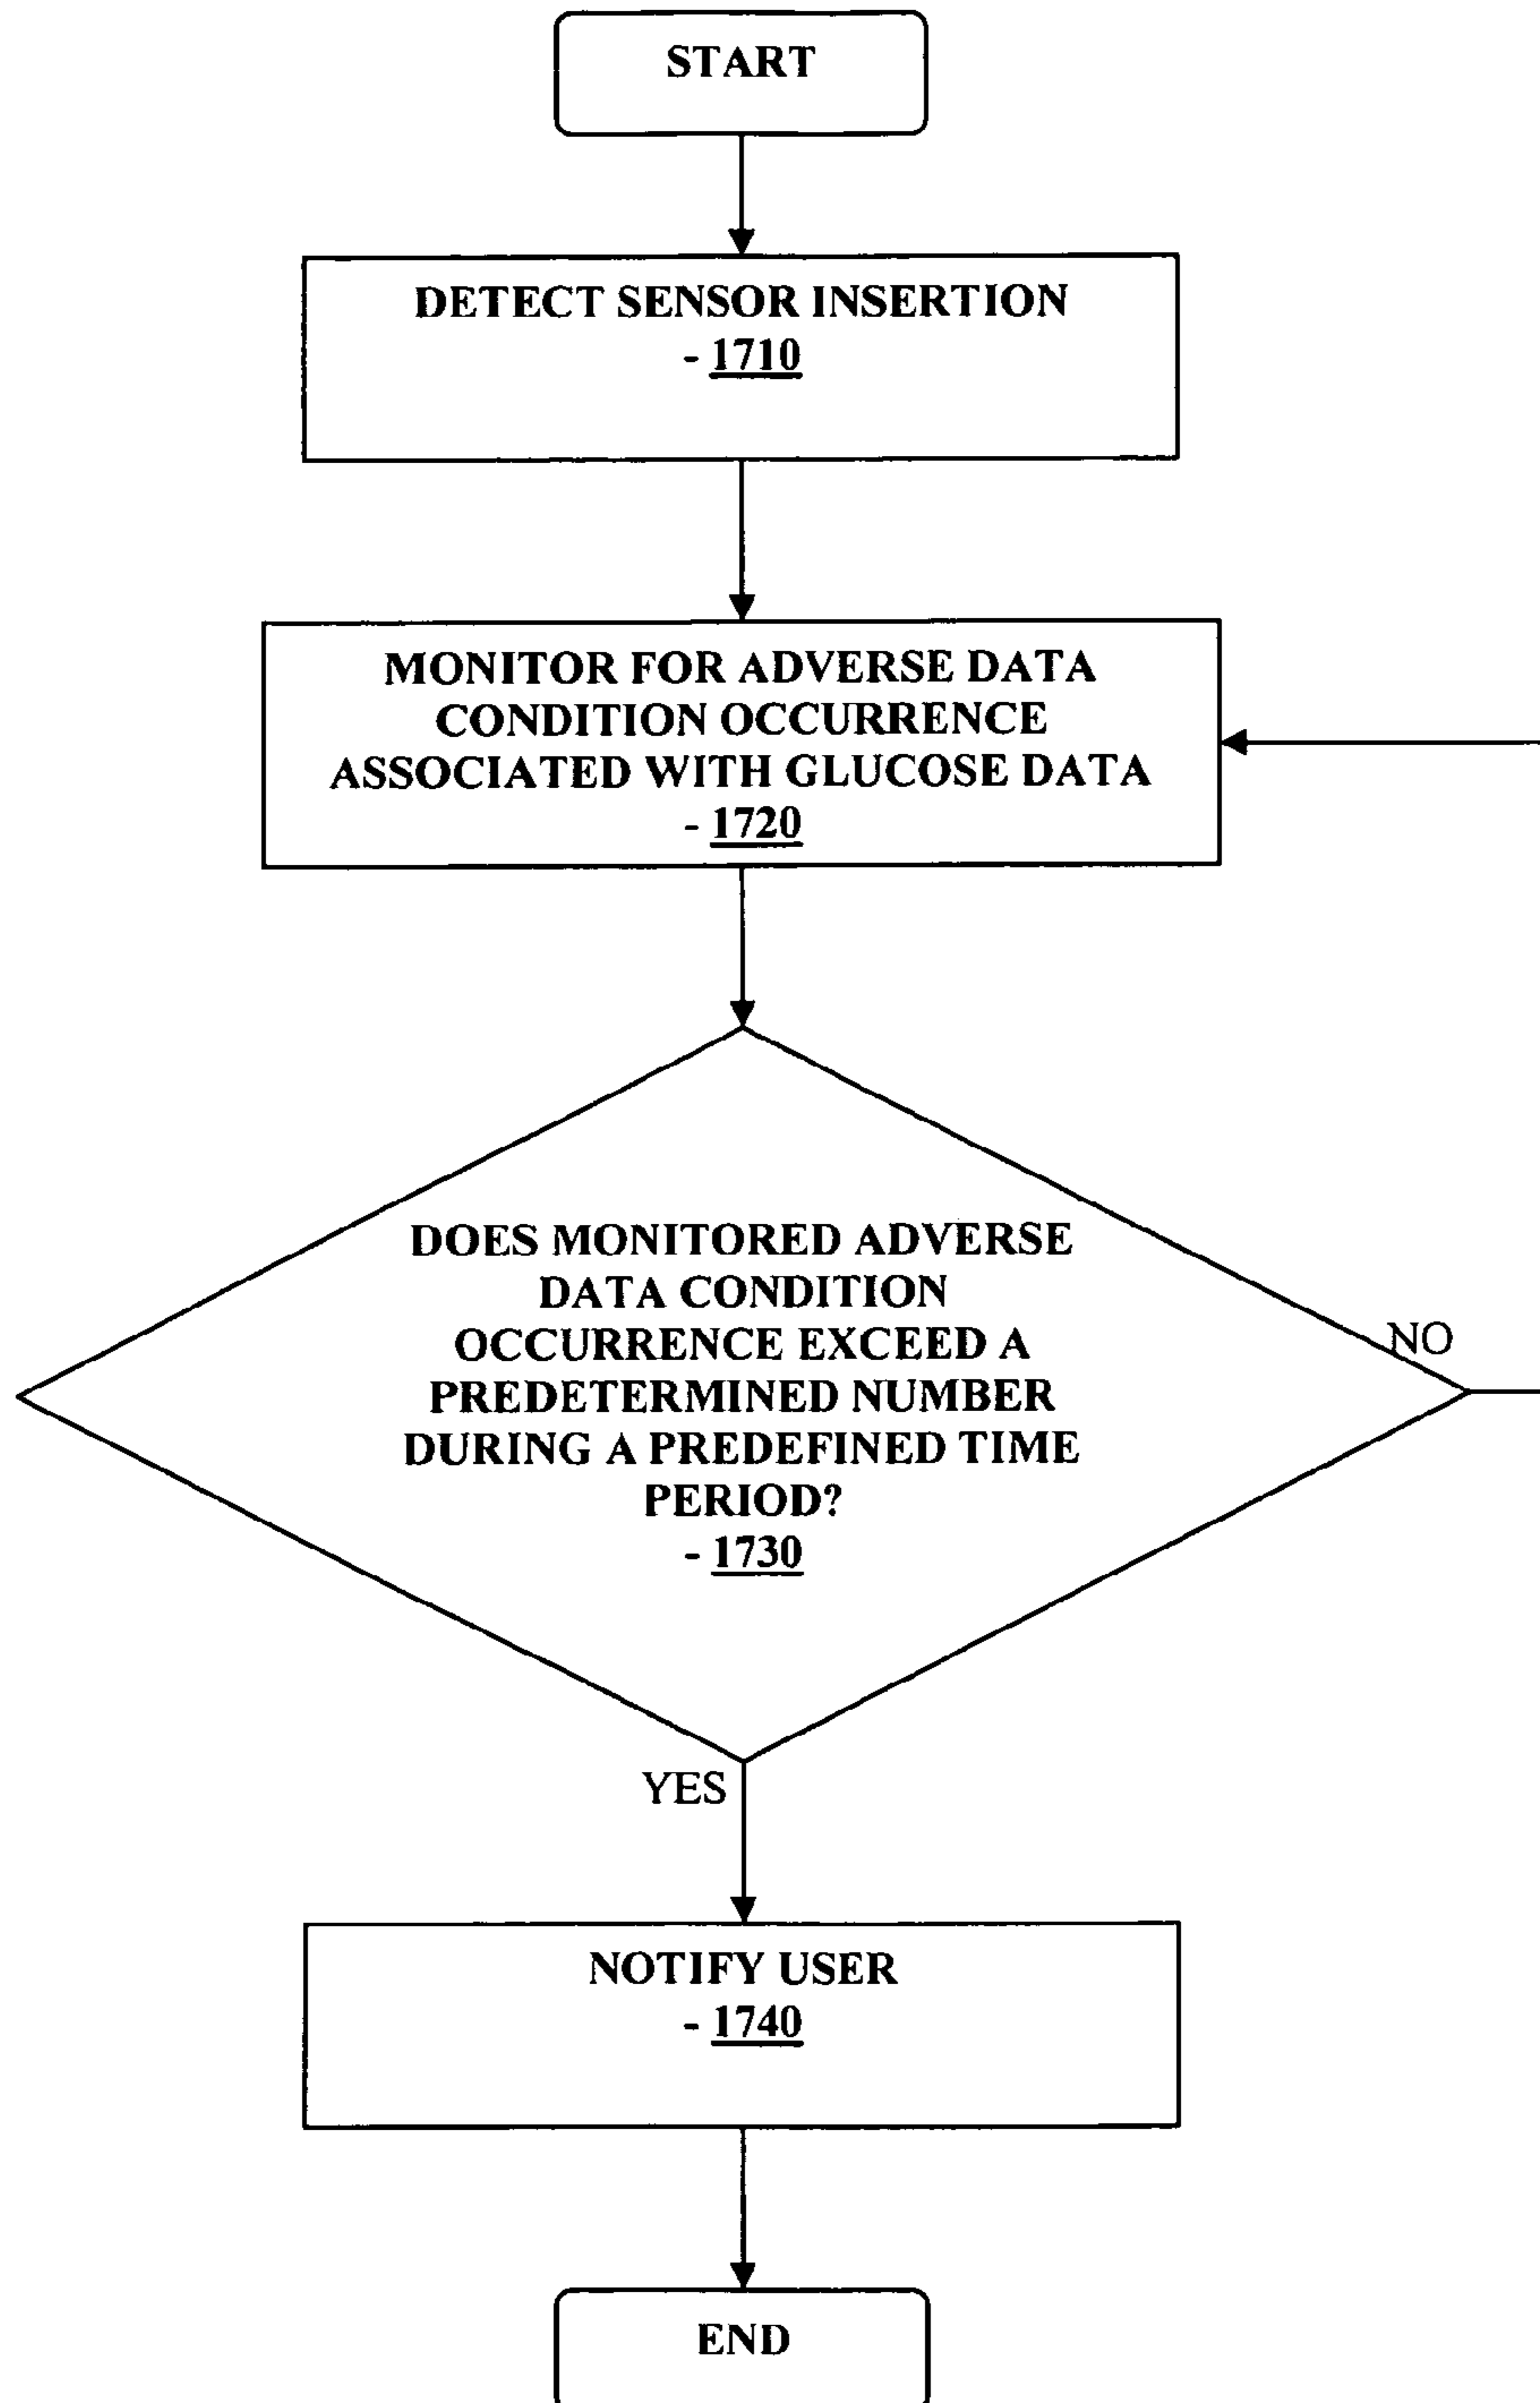 START
DETECT SENSOR INSERTION
- 1710
MONITOR FOR ADVERSE DATA
CONDITION OCCURRENCE
ASSOCIATED WITH GLUCOSE DATA
- 1720
DOES MONITORED ADVERSE
DATA CONDITION
OCCURRENCE EXCEED A
PREDETERMINED NUMBER
DURING A PREDEFINED TIME
PERIOD?
- 1730
NO
YES
NOTIFY USER
- 1740
END